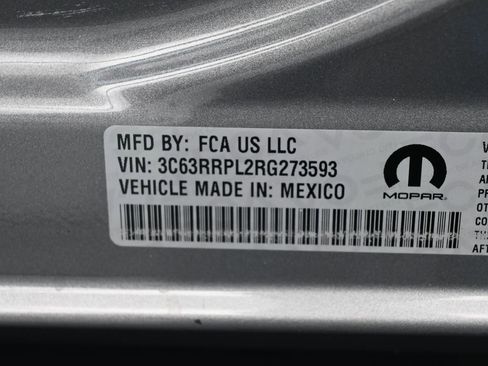 MFD BY: FCA US LLC
VIN: 3C63RRPL2RG273593
VEHICLE MADE IN: MEXICO
MOPAR